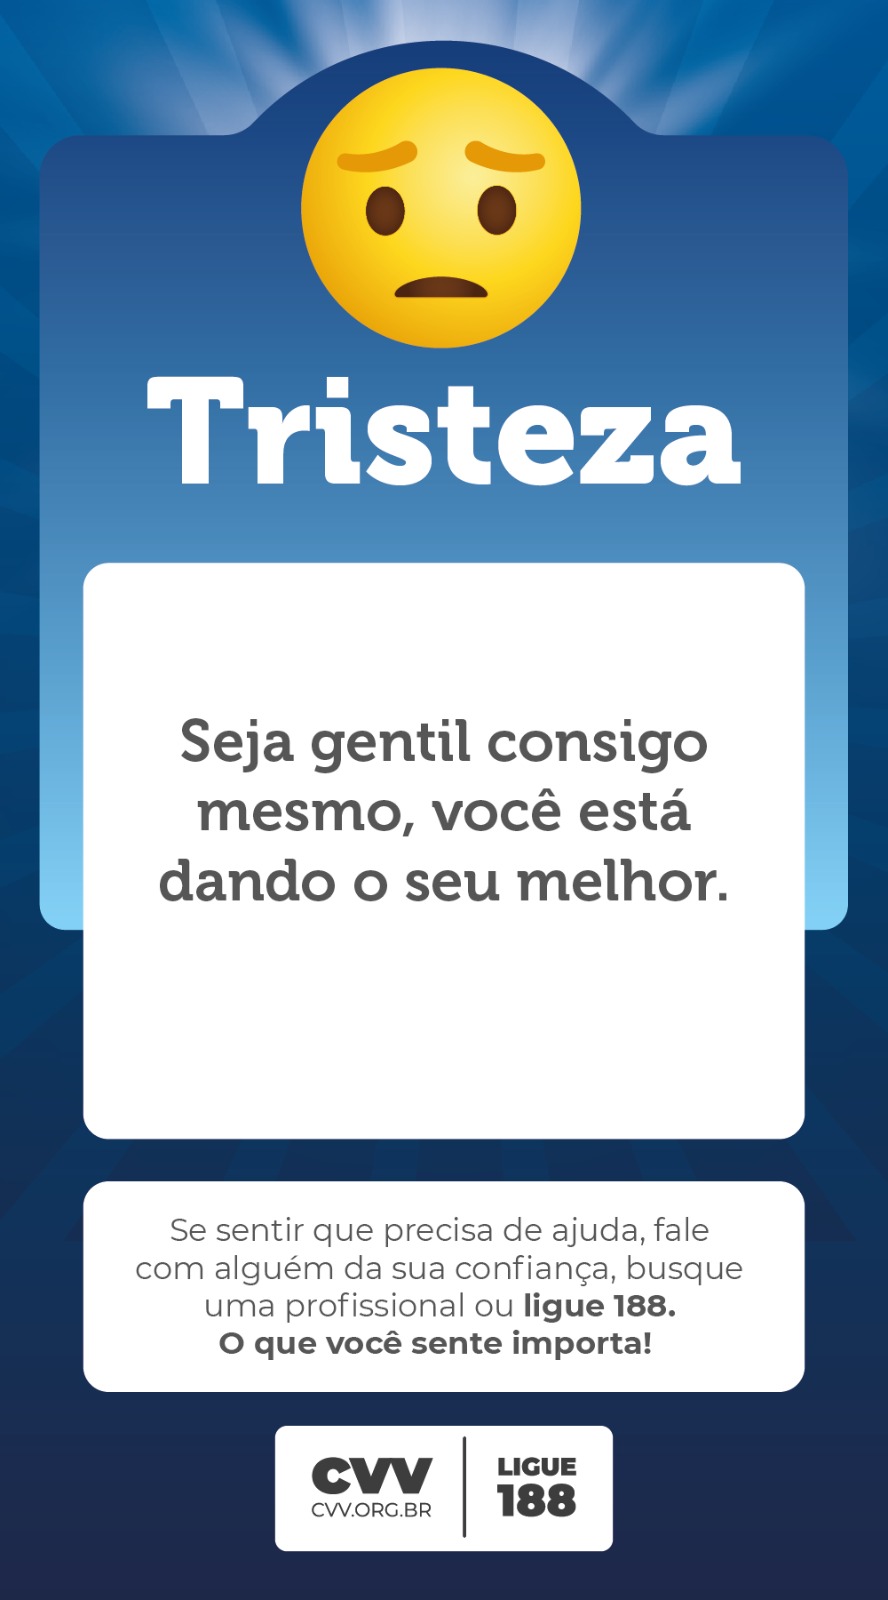 Tristeza
Seja gentil consigo
mesmo, você está
dando o seu melhor.
Se sentir que precisa de ajuda, fale
com alguém da sua confiança, busque
uma profissional ou ligue 188.
O que você sente importa!
CVV
CVV.ORG.BR
LIGUE
188